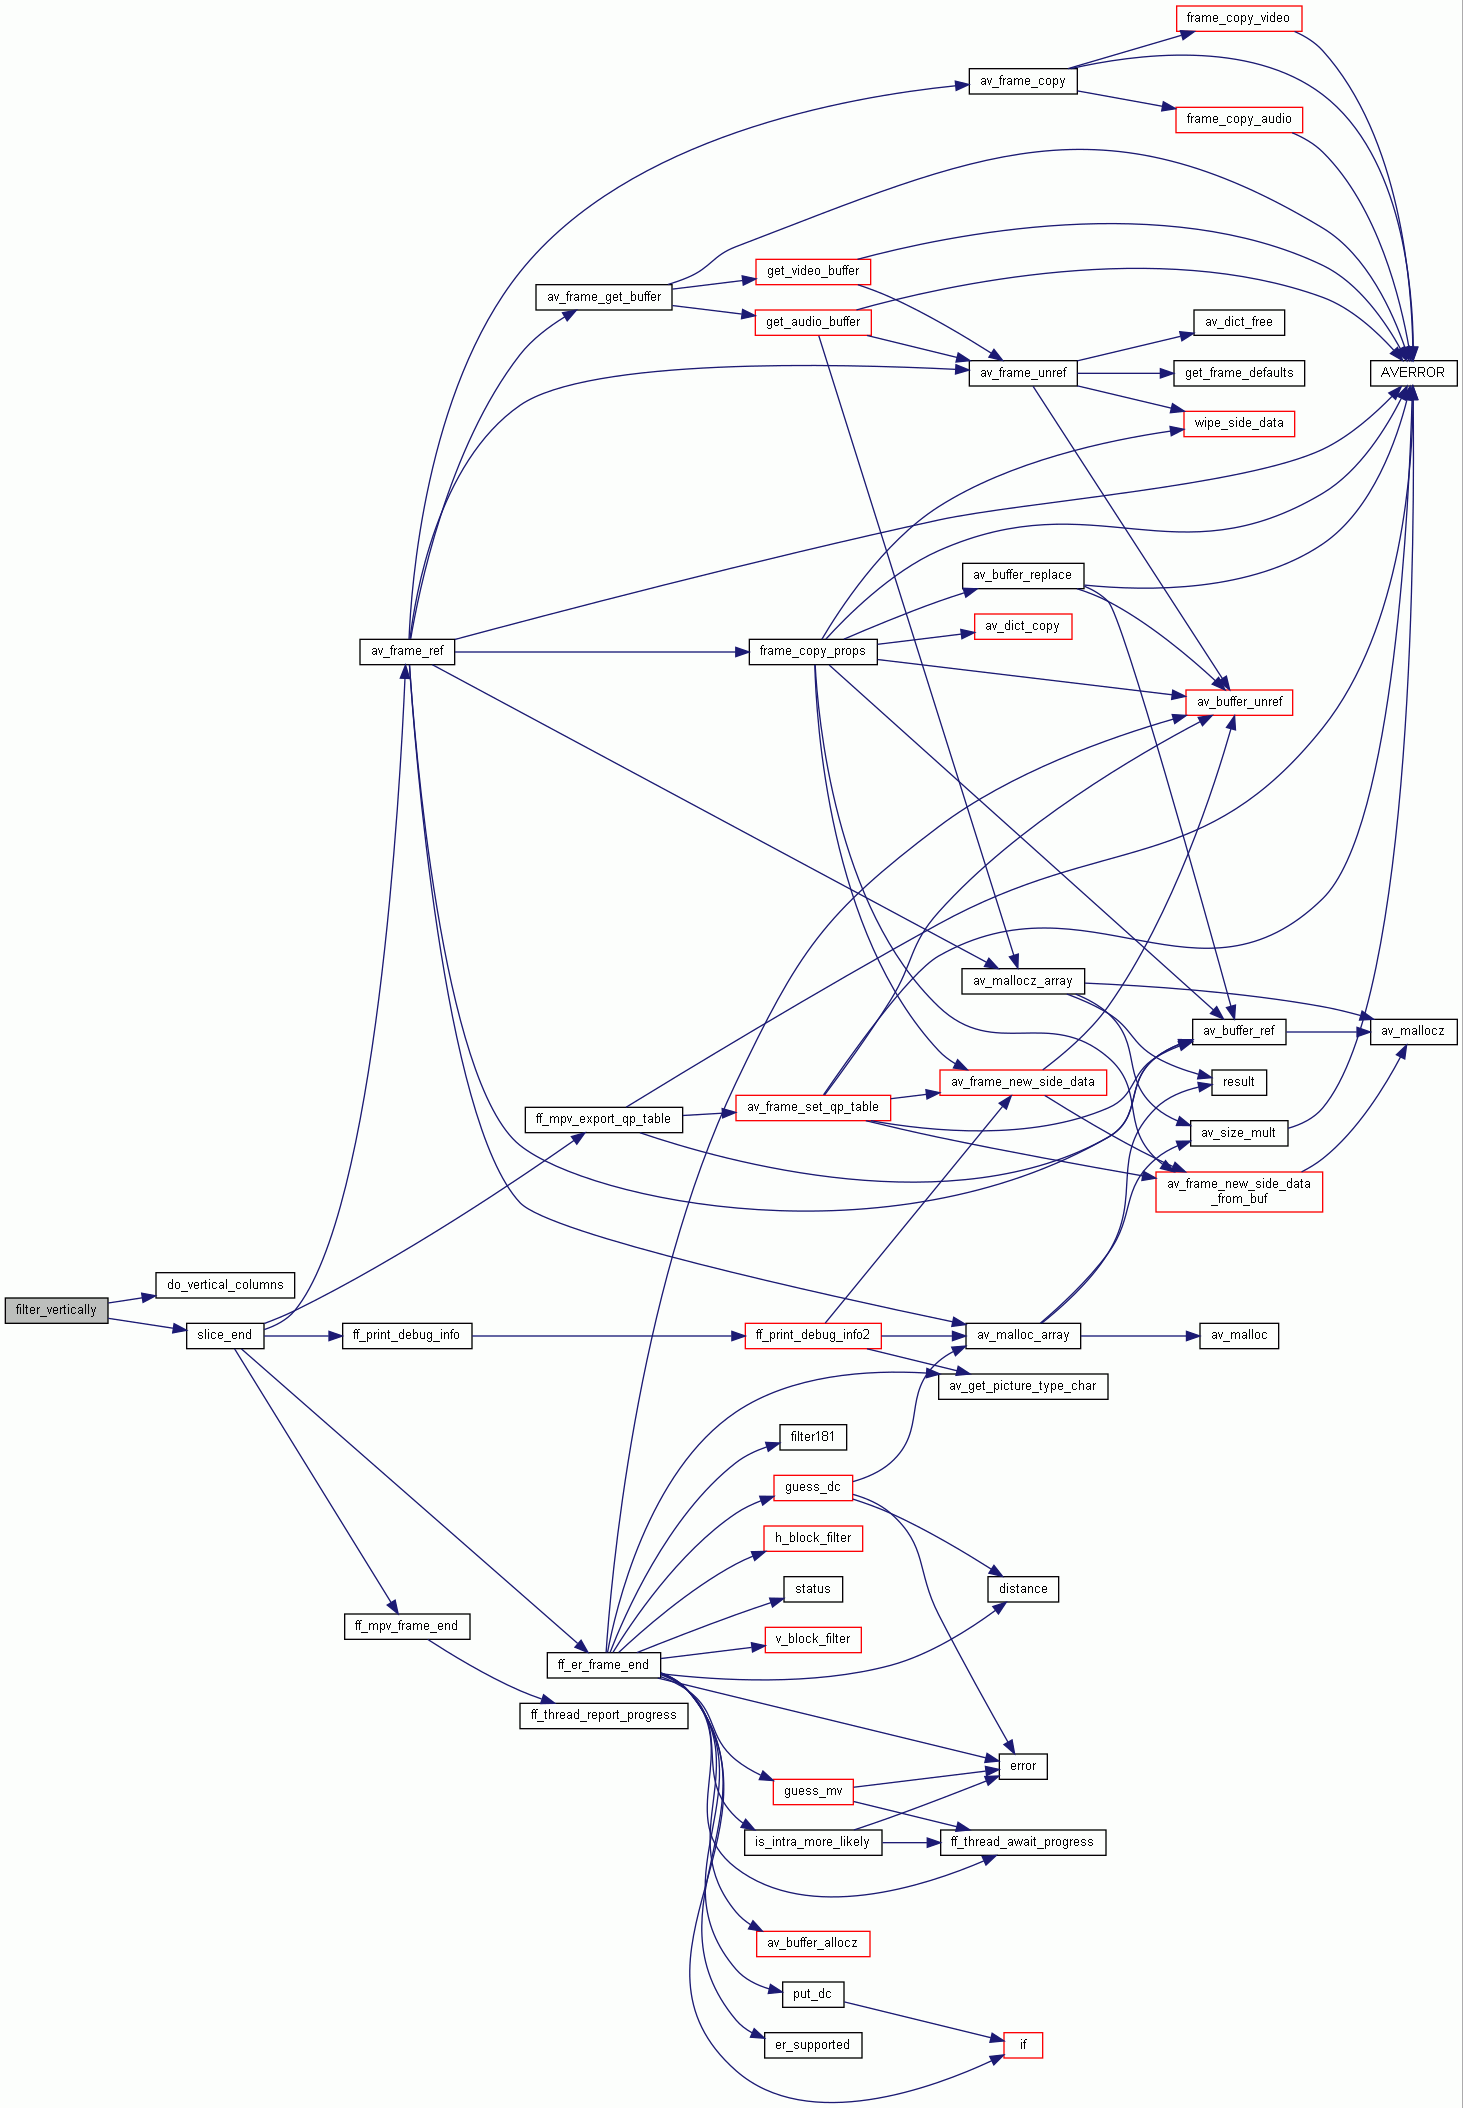 frame_copy_video
av_frame_copy
frame_copy_audio
get_video_buffer
av_frame_get_buffer
get_audio_buffer
av_dict_free
av_frame_unref
get_frame_defaults
AVERROR
wipe_side_data
av_buffer_replace
av_dict_copy
av_frame_ref
frame_copy_props
av_buffer_unref
av_mallocz_array
av_buffer_ref
av_mallocz
av_frame_new_side_data
result
av_frame_set_qp_table
ff_mpv_export_qp_table
av_size_mult
av_frame_new_side_data
_from_buf
do_vertical_columns
filter_vertically
slice_end
ff_print_debug_info
ff_print_debug_info2
av_malloc_array
av_malloc
av_get_picture_type_char
filter181
guess_dc
h_block_filter
status
distance
ff_mpv_frame_end
v_block_filter
ff_er_frame_end
ff_thread_report_progress
error
guess_mv
is_intra_more_likely
ff_thread_await_progress
av_buffer_allocz
put_dc
er_supported
if